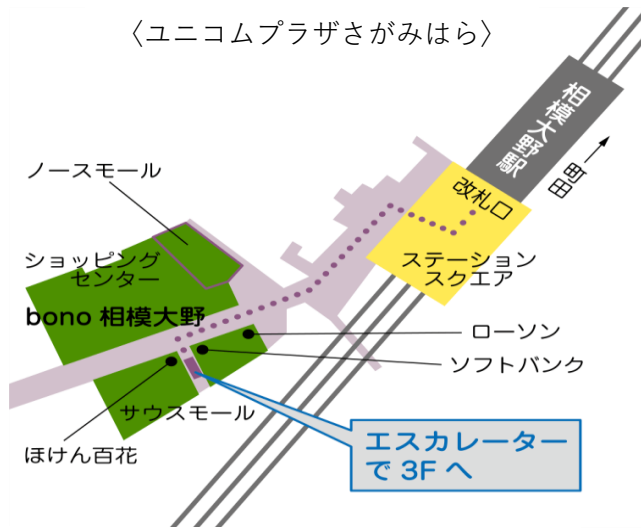 〈ユニコムプラザさがみはら〉
相模大野駅
町田
改札口
ノースモール
ステーション
スクエア
ショッピング
センター
bono 相模大野
ローソン
ソフトバンク
サウスモール
ほけん百花
エスカレーター
で 3F へ